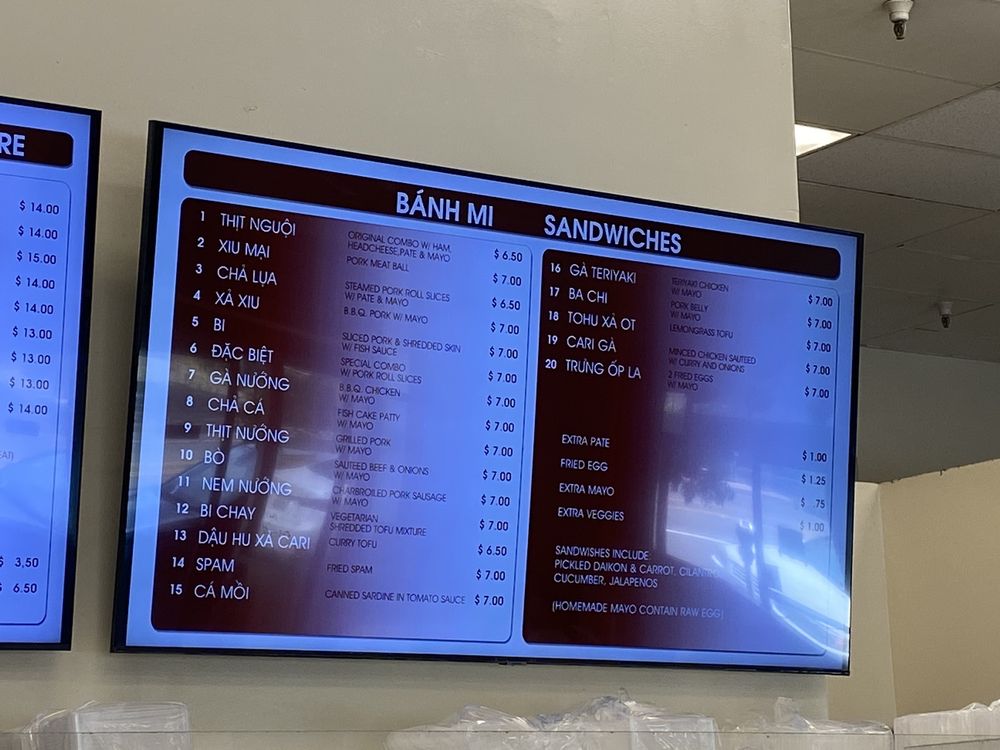 RE
$ 14.00
$ 14.00
$ 15.00
$ 14.00
$ 14.00
$ 13.00
$ 13.00
$ 13.00
$ 14.00
EAT)
$ 3.50
$ 6.50
BÁNH MI SANDWICHES
1 THỊT NGUỘI ORIGINAL COMBO W/ HAM, HEADCHEESE,PATE & MAYO $ 6.50
2 XIU MẠI PORK MEAT BALL $ 7.00
3 CHẢ LỤA STEAMED PORK ROLL SLICES W/ PATE & MAYO $ 6.50
4 XẢ XIU B.B.Q. PORK W/ MAYO $ 7.00
5 BI SLICED PORK & SHREDDED SKIN W/ FISH SAUCE $ 7.00
6 ĐẶC BIỆT SPECIAL COMBO W/ PORK ROLL SLICES $ 7.00
7 GÀ NƯỚNG B.B.Q. CHICKEN W/ MAYO $ 7.00
8 CHẢ CÁ FISH CAKE PATTY W/ MAYO $ 7.00
9 THỊT NƯỚNG GRILLED PORK W/ MAYO $ 7.00
10 BÒ SAUTEED BEEF & ONIONS W/ MAYO $ 7.00
11 NEM NƯỚNG CHARBROILED PORK SAUSAGE W/ MAYO $ 7.00
12 BI CHAY VEGETARIAN SHREDDED TOFU MIXTURE $ 7.00
13 DẬU HU XẢ CARI CURRY TOFU $ 6.50
14 SPAM FRIED SPAM $ 7.00
15 CÁ MỒI CANNED SARDINE IN TOMATO SAUCE $ 7.00
16 GÀ TERIYAKI TERIYAKI CHICKEN W/ MAYO $ 7.00
17 BA CHI PORK BELLY W/ MAYO $ 7.00
18 TOHU XẢ OT LEMONGRASS TOFU $ 7.00
19 CARI GÀ MINCED CHICKEN SAUTEED W/ CURRY AND ONIONS $ 7.00
20 TRƯNG ỐP LA 2 FRIED EGGS W/ MAYO $ 7.00
EXTRA PATE $ 1.00
FRIED EGG $ 1.25
EXTRA MAYO $ .75
EXTRA VEGGIES $ 1.00
SANDWISHES INCLUDE:
PICKLED DAIKON & CARROT, CILANTRO,
CUCUMBER, JALAPENOS
(HOMEMADE MAYO CONTAIN RAW EGG)